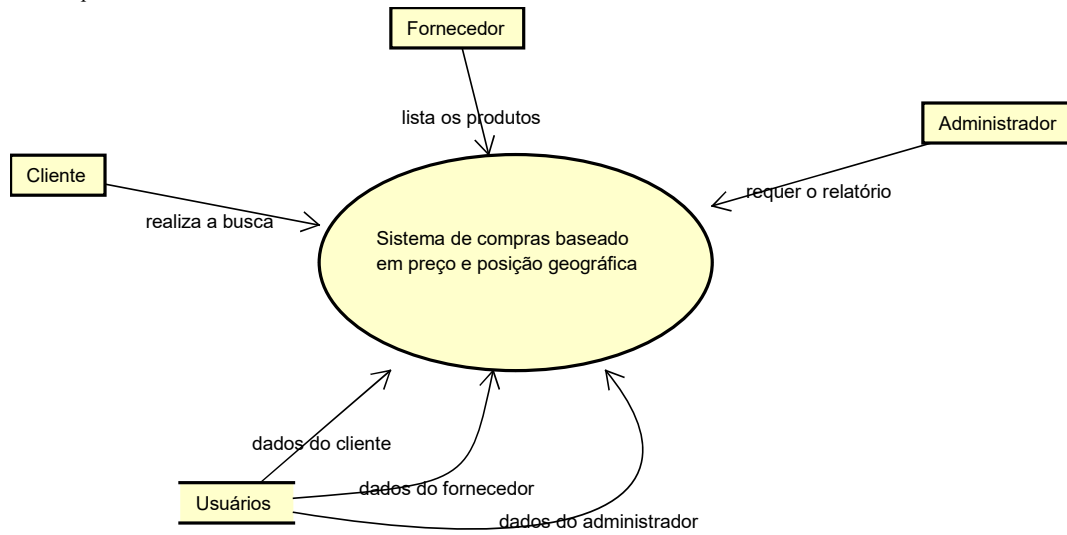 Fornecedor
lista os produtos
Administrador
Cliente
requer o relatório
realiza a busca
Sistema de compras baseado
em preço e posição geográfica
dados do cliente
dados do fornecedor
Usuários
dados do administrador